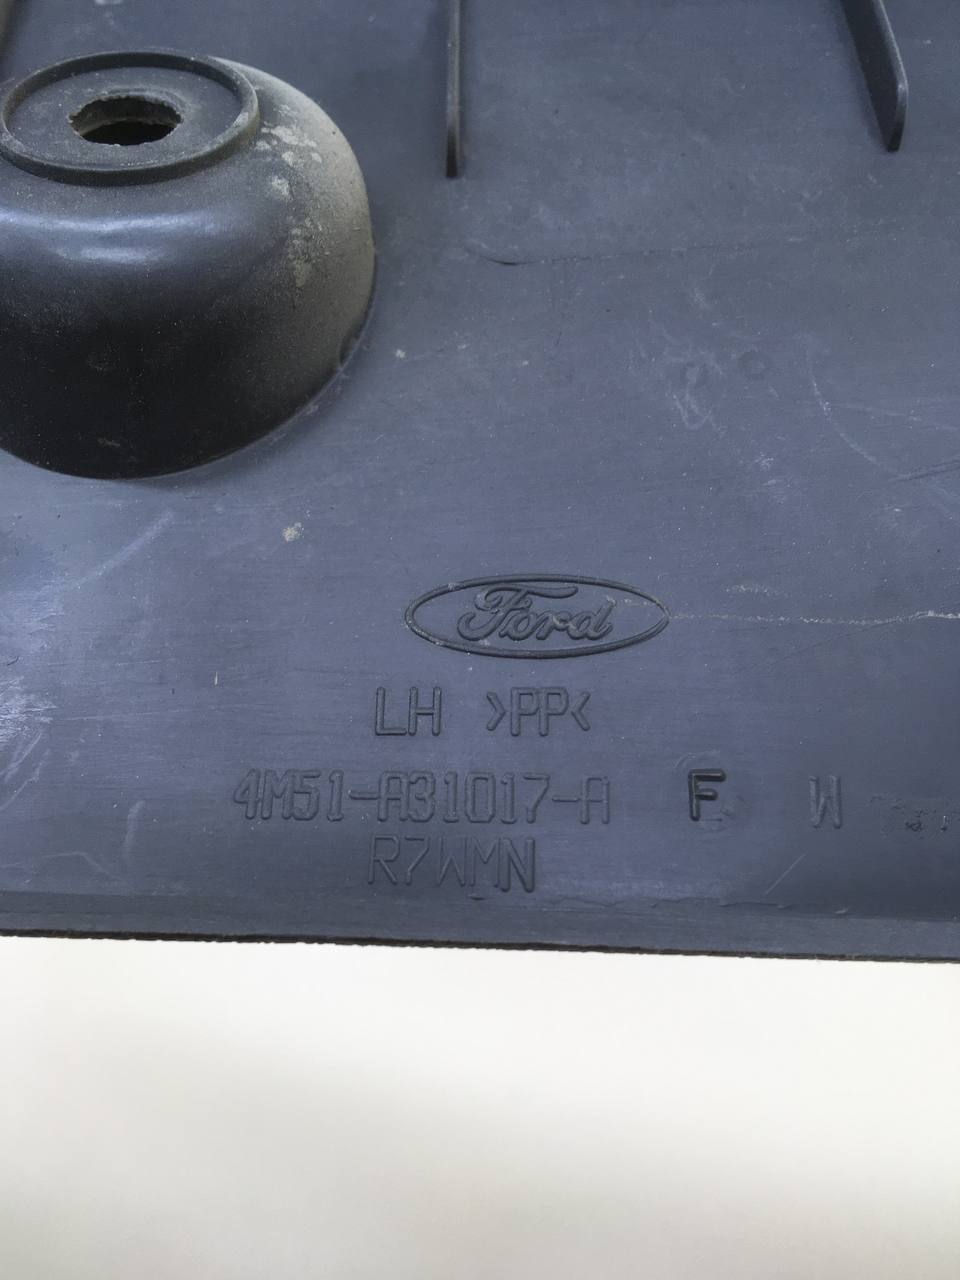 Ford
LH >PP<
4M51-A31017-A F W
R7WMN